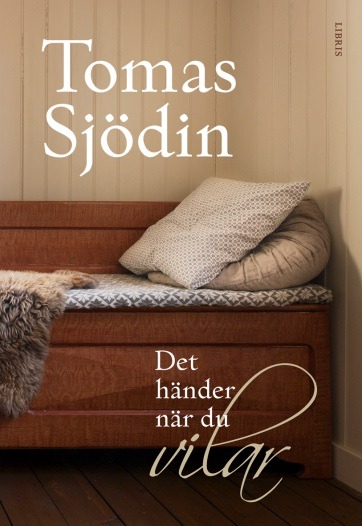 Tomas
Sjödin
LIBRIS
Det
händer
när du
vilar